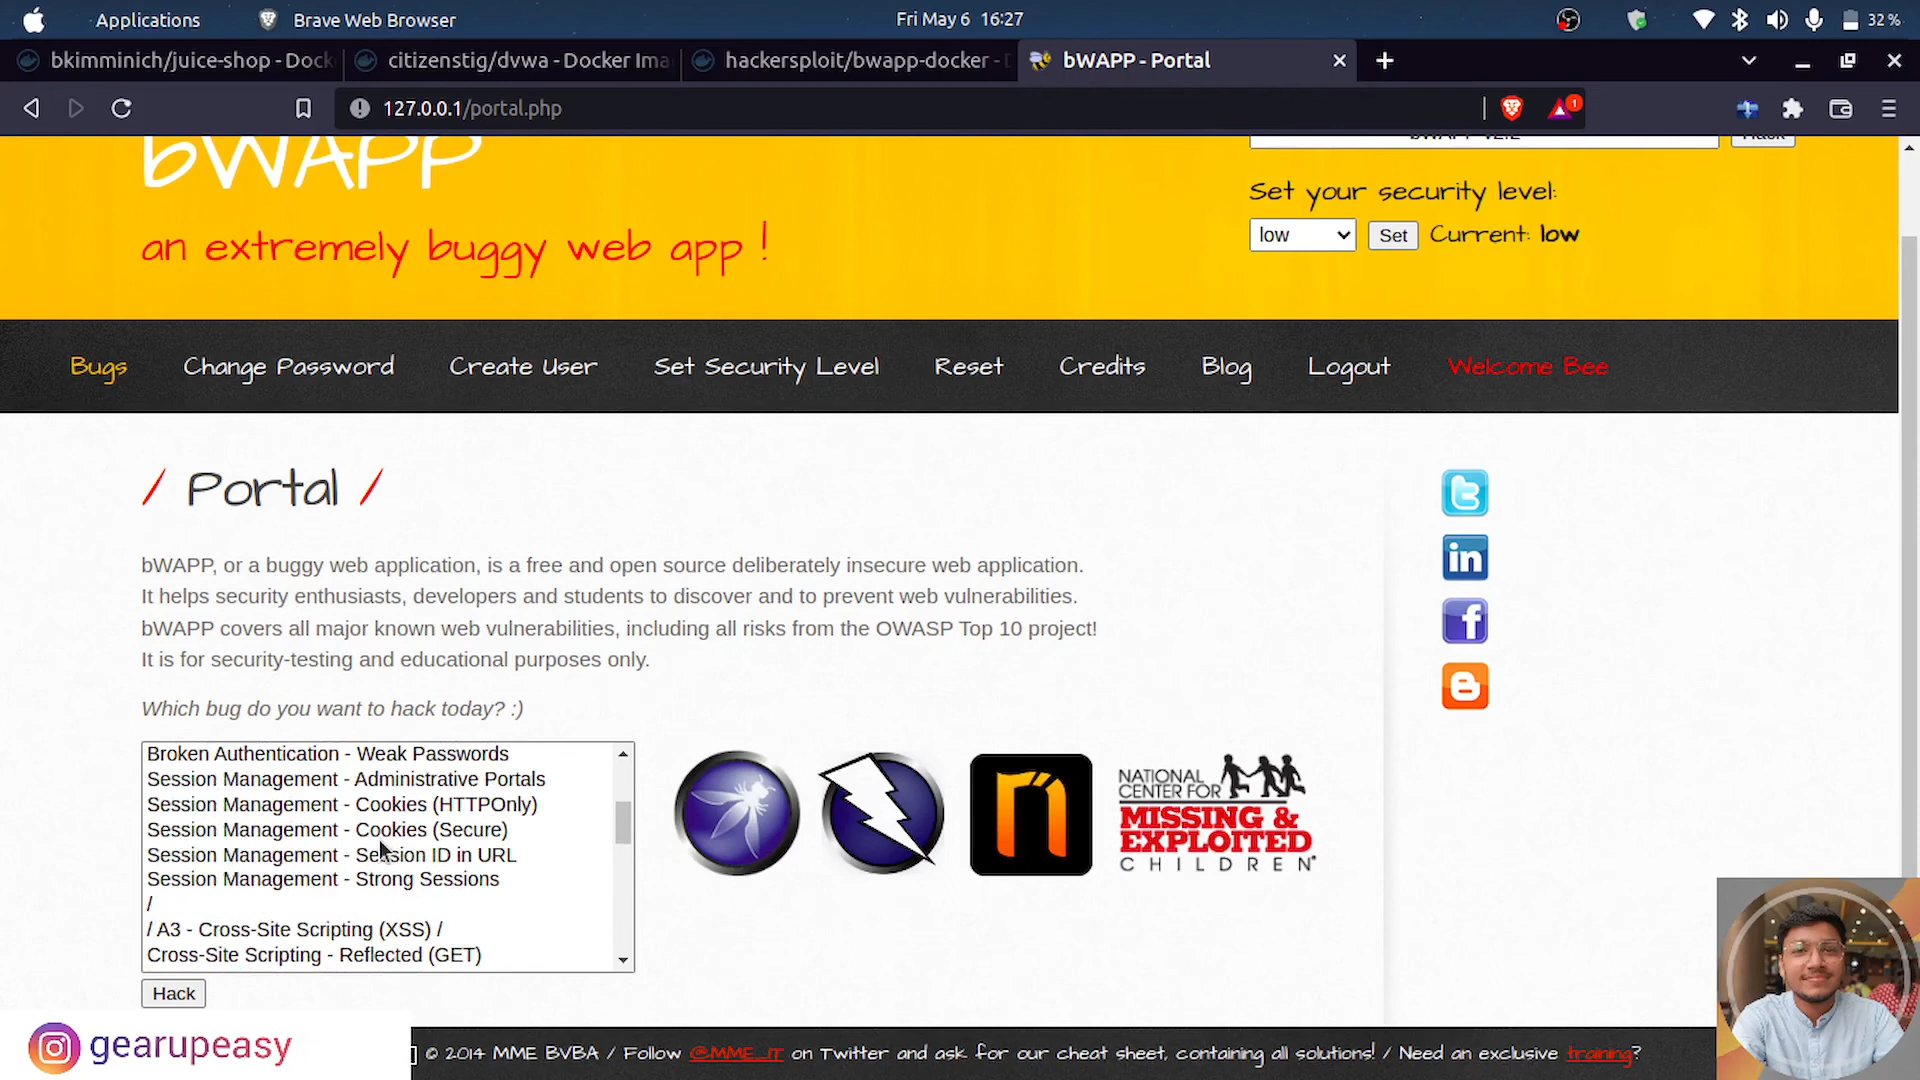 Applications
Brave Web Browser
Fri May 6 16:27
32 %
bkimminich/juice-shop - Dock
citizenstig/dvwa - Docker Ima
hackersploit/bwapp-docker - D
bWAPP - Portal
127.0.0.1/portal.php
1
bWAPP
an extremely buggy web app !
bWAPP v2.2
Hack
Set your security level:
low
Set
Current: low
Bugs
Change Password
Create User
Set Security Level
Reset
Credits
Blog
Logout
Welcome Bee
/ Portal /
bWAPP, or a buggy web application, is a free and open source deliberately insecure web application.
It helps security enthusiasts, developers and students to discover and to prevent web vulnerabilities.
bWAPP covers all major known web vulnerabilities, including all risks from the OWASP Top 10 project!
It is for security-testing and educational purposes only.
Which bug do you want to hack today? :)
Broken Authentication - Weak Passwords
Session Management - Administrative Portals
Session Management - Cookies (HTTPOnly)
Session Management - Cookies (Secure)
Session Management - Session ID in URL
Session Management - Strong Sessions
/
/ A3 - Cross-Site Scripting (XSS) /
Cross-Site Scripting - Reflected (GET)
Hack
NATIONAL
CENTER FOR
MISSING &
EXPLOITED
CHILDREN®
gearupeasy
© 2014 MME BVBA / Follow @MME_IT on Twitter and ask for our cheat sheet, containing all solutions! / Need an exclusive training?